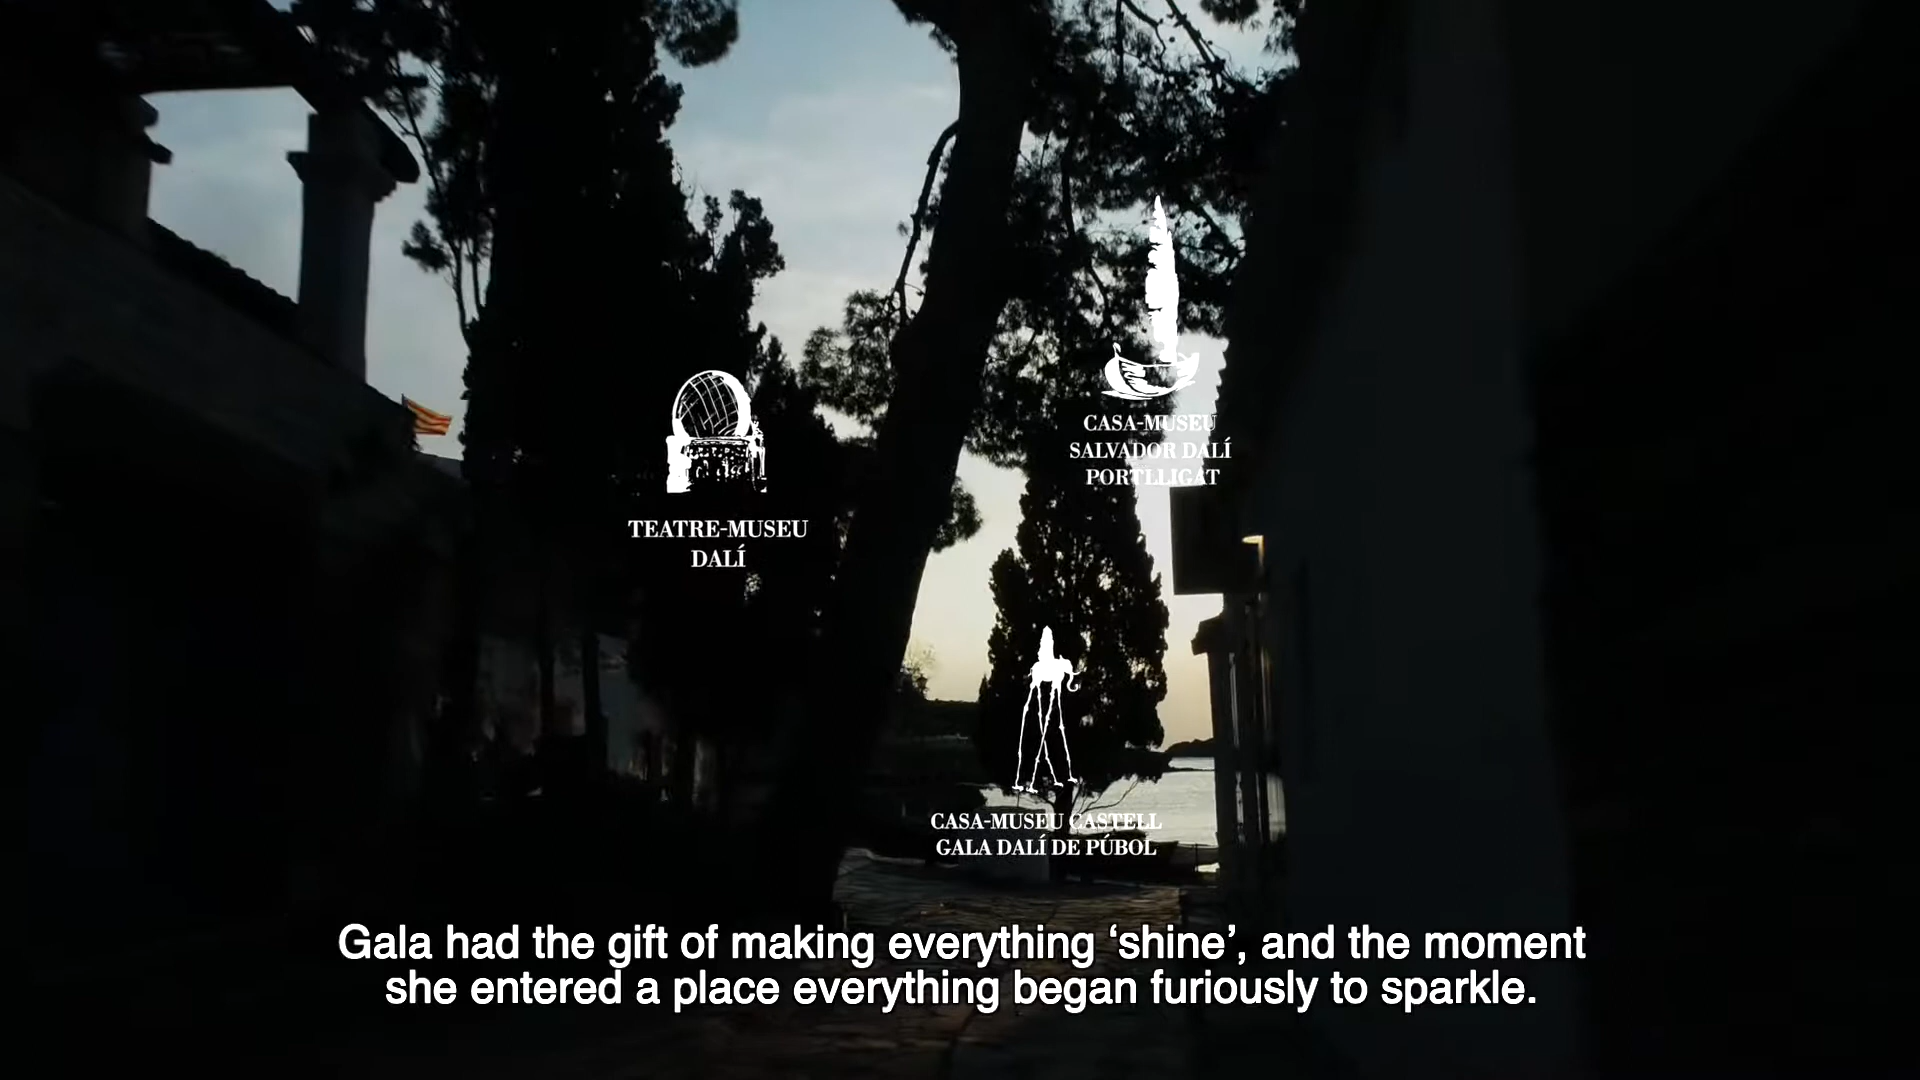 CASA-MUSEU
SALVADOR DALÍ
PORTLLIGAT
TEATRE-MUSEU
DALÍ
CASA-MUSEU CASTELL
GALA DALÍ DE PÚBOL
Gala had the gift of making everything ‘shine’, and the moment
she entered a place everything began furiously to sparkle.